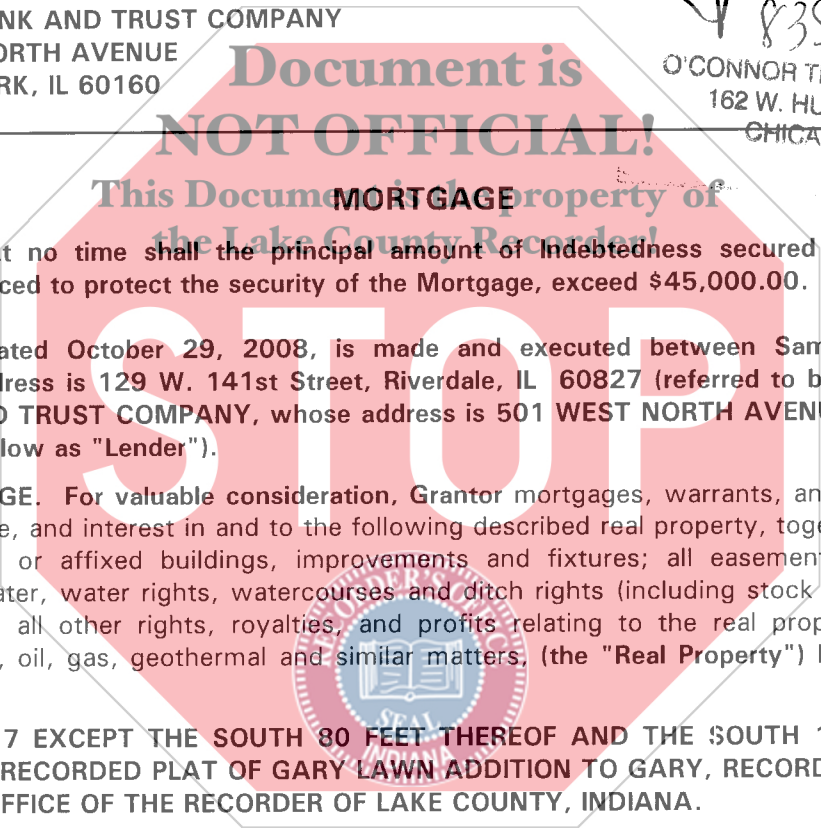 NK AND TRUST COMPANY
ORTH AVENUE
RK, IL 60160
835
O'CONNOR T
162 W. HU
CHICA
Document is
NOT OFFICIAL!
This Document is the property of
the Lake County Recorder!
MORTGAGE
t no time shall the principal amount of Indebtedness secured
ced to protect the security of the Mortgage, exceed $45,000.00.
ated October 29, 2008, is made and executed between Sam
dress is 129 W. 141st Street, Riverdale, IL 60827 (referred to b
D TRUST COMPANY, whose address is 501 WEST NORTH AVENU
low as "Lender").
GE. For valuable consideration, Grantor mortgages, warrants, an
e, and interest in and to the following described real property, toge
or affixed buildings, improvements and fixtures; all easement
ater, water rights, watercourses and ditch rights (including stock
all other rights, royalties, and profits relating to the real prop
, oil, gas, geothermal and similar matters, (the "Real Property") l
7 EXCEPT THE SOUTH 80 FEET THEREOF AND THE SOUTH 1
RECORDED PLAT OF GARY LAWN ADDITION TO GARY, RECORD
FFICE OF THE RECORDER OF LAKE COUNTY, INDIANA.
STOP
RECORDER'S OFFICE
SEAL
INDIANA